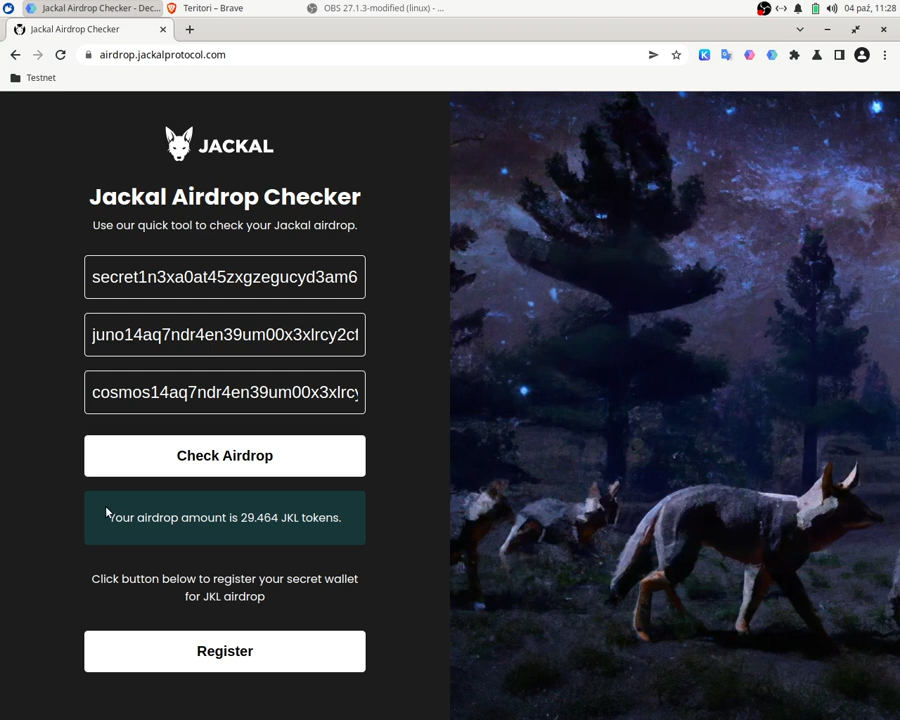 Jackal Airdrop Checker - Dec...
Teritori – Brave
OBS 27.1.3-modified (linux) - ...
04 paź, 11:28
Jackal Airdrop Checker
airdrop.jackalprotocol.com
Testnet
JACKAL
Jackal Airdrop Checker
Use our quick tool to check your Jackal airdrop.
secret1n3xa0at45zxgzegucyd3am6
juno14aq7ndr4en39um00x3xlrcy2cf
cosmos14aq7ndr4en39um00x3xlrcy
Check Airdrop
Your airdrop amount is 29.464 JKL tokens.
Click button below to register your secret wallet
for JKL airdrop
Register